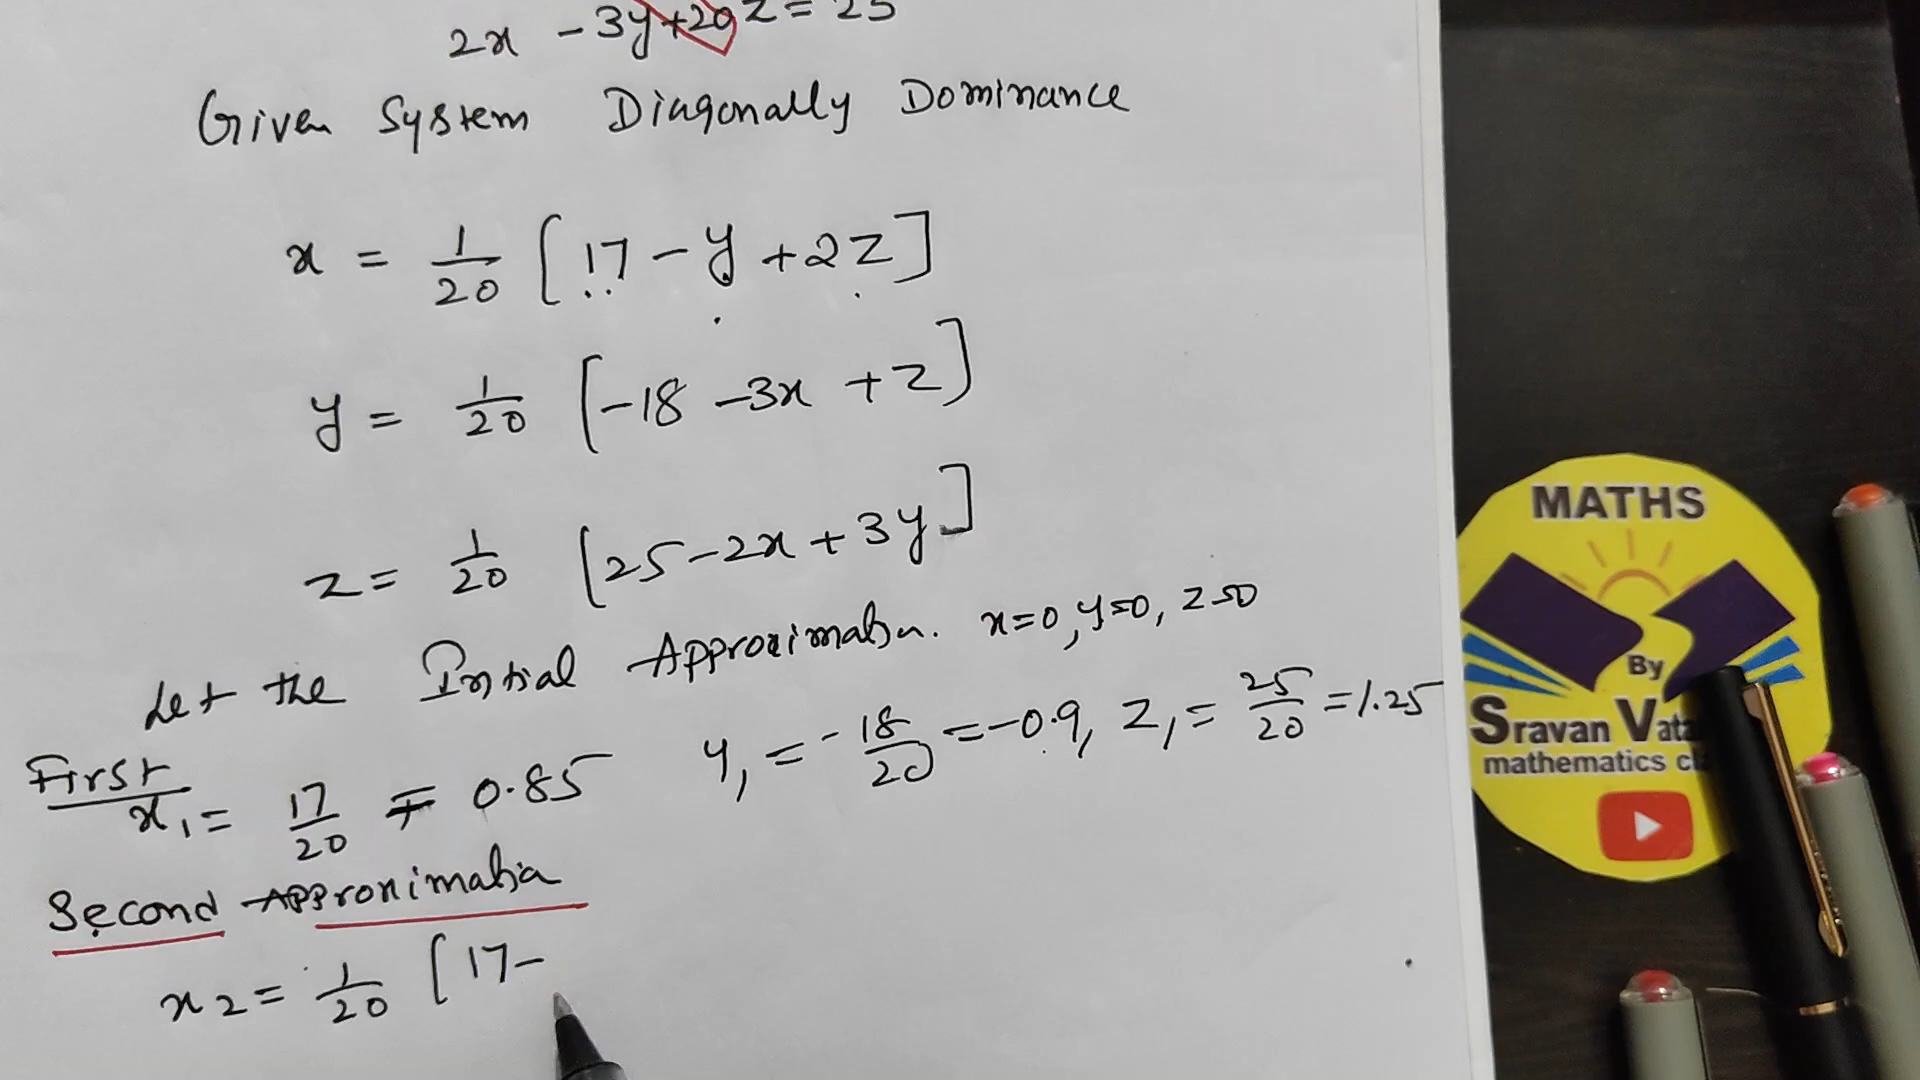 2x - 3y + 20z = 25
Given System Diagonally Dominance
x = 1/20 [17 - y + 2z]
y = 1/20 [-18 - 3x + z]
z = 1/20 [25 - 2x + 3y]
Let the Initial Approximation. x=0, y=0, z=0
First
x₁ = 17/20 = 0.85 y₁ = -18/20 = -0.9, z₁ = 25/20 = 1.25
Second Approximation
x₂ = 1/20 [17 -
MATHS
By
Sravan
mathematics